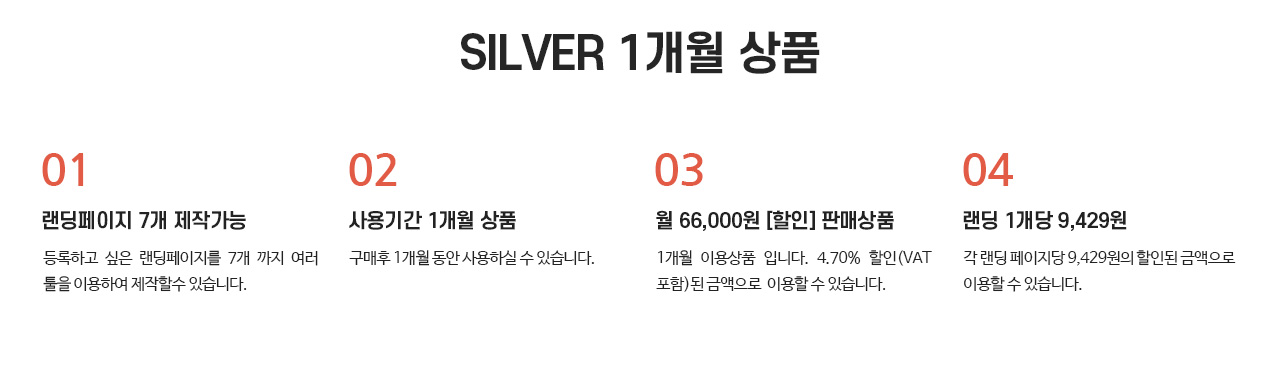 SILVER 1개월 상품
01
랜딩페이지 7개 제작가능
등록하고 싶은 랜딩페이지를 7개 까지 여러
툴을 이용하여 제작할수 있습니다.
02
사용기간 1개월 상품
구매후 1개월 동안 사용하실 수 있습니다.
03
월 66,000원 [할인] 판매상품
1개월 이용상품 입니다. 4.70% 할인(VAT
포함)된 금액으로 이용할 수 있습니다.
04
랜딩 1개당 9,429원
각 랜딩 페이지당 9,429원의 할인된 금액으로
이용할 수 있습니다.